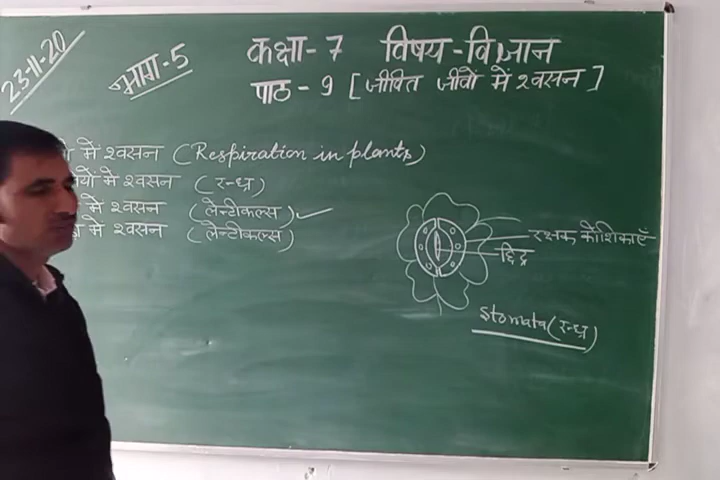 23-11-20
भाग-5
कक्षा-7 विषय-विज्ञान
पाठ-9 [जीवित जीवों में श्वसन]
में श्वसन (Respiration in plants)
में श्वसन (रन्ध्र)
में श्वसन (लेन्टीकल्स) ✓
में श्वसन (लेन्टीकल्स)
रक्षक कोशिकाएँ
छिद्र
Stomata(रन्ध्र)